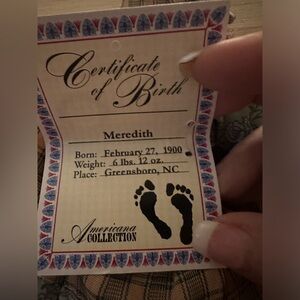 Certificate
of Birth
Meredith
Born: February 27, 1900
Weight: 6 lbs. 12 oz.
Place: Greensboro, NC
Americana
COLLECTION